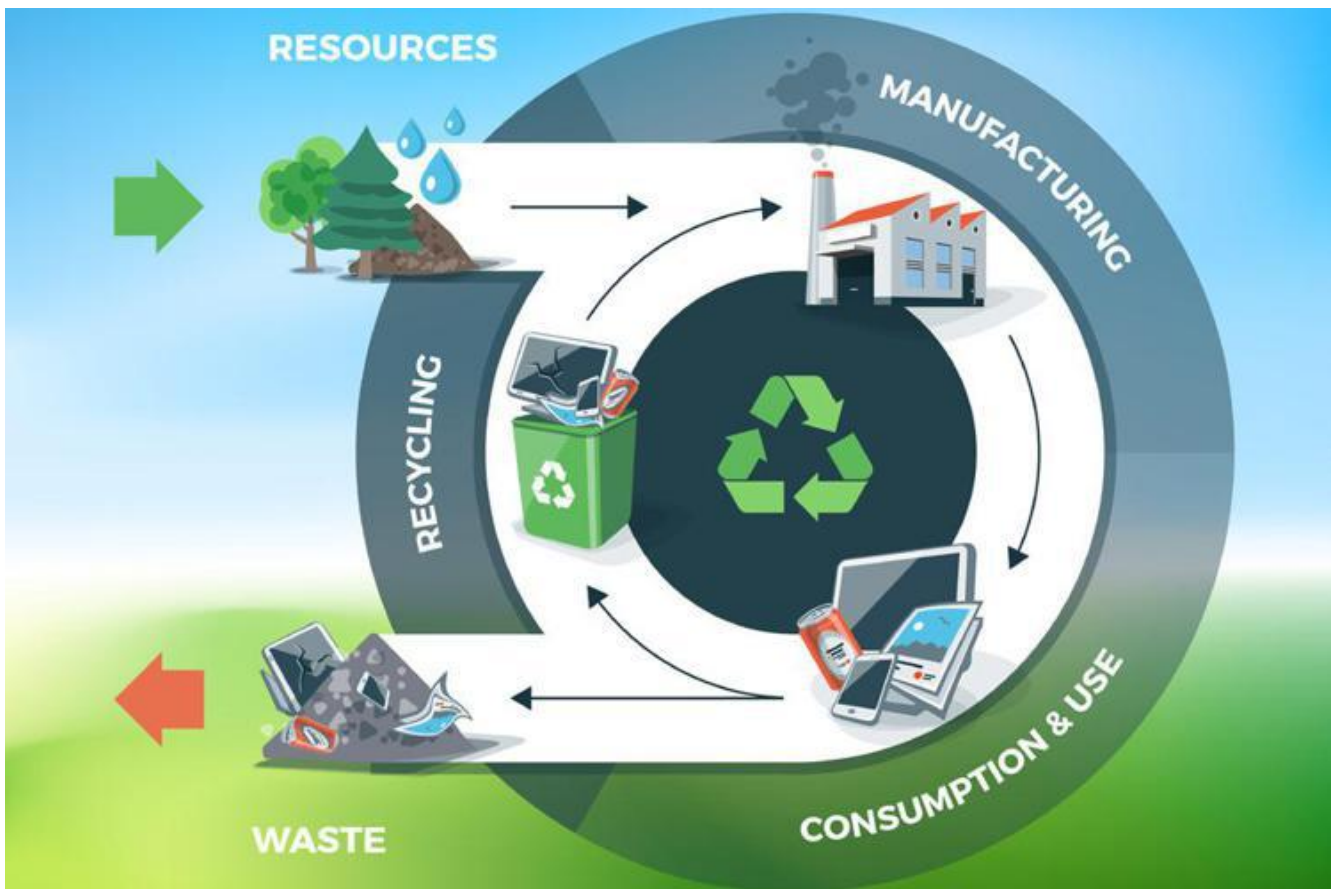 RESOURCES
MANUFACTURING
RECYCLING
CONSUMPTION & USE
WASTE